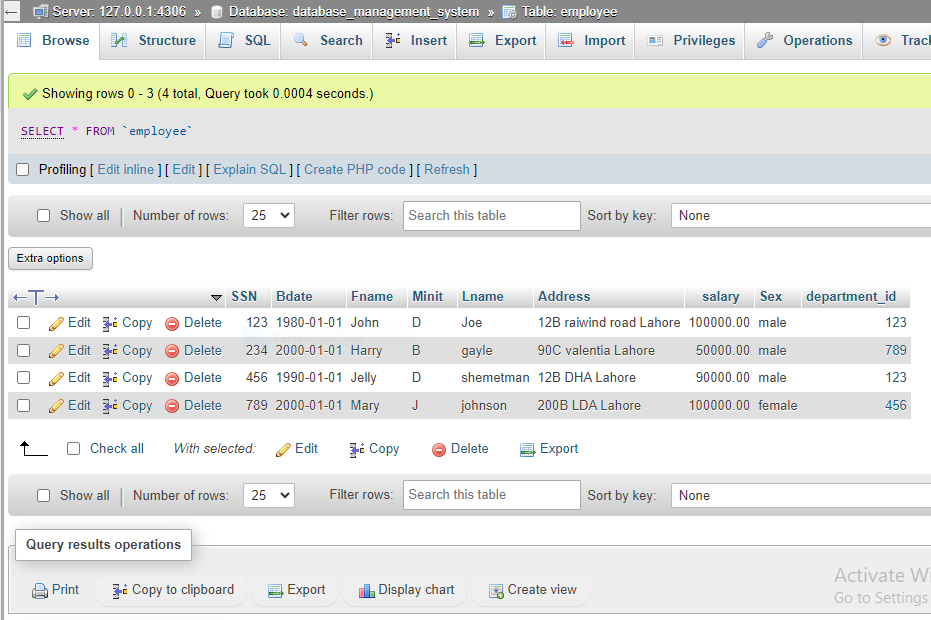 Server: 127.0.0.1:4306 » Database: database_management_system » Table: employee
Browse Structure SQL Search Insert Export Import Privileges Operations Track
Showing rows 0 - 3 (4 total, Query took 0.0004 seconds.)
SELECT * FROM `employee`
Profiling [ Edit inline ] [ Edit ] [ Explain SQL ] [ Create PHP code ] [ Refresh ]
Show all | Number of rows: 25 Filter rows: Search this table Sort by key: None
Extra options
←T→ SSN Bdate Fname Minit Lname Address salary Sex department_id
Edit Copy Delete 123 1980-01-01 John D Joe 12B raiwind road Lahore 100000.00 male 123
Edit Copy Delete 234 2000-01-01 Harry B gayle 90C valentia Lahore 50000.00 male 789
Edit Copy Delete 456 1990-01-01 Jelly D shemetman 12B DHA Lahore 90000.00 male 123
Edit Copy Delete 789 2000-01-01 Mary J johnson 200B LDA Lahore 100000.00 female 456
Check all With selected: Edit Copy Delete Export
Show all | Number of rows: 25 Filter rows: Search this table Sort by key: None
Query results operations
Print Copy to clipboard Export Display chart Create view
Activate Wi
Go to Settings